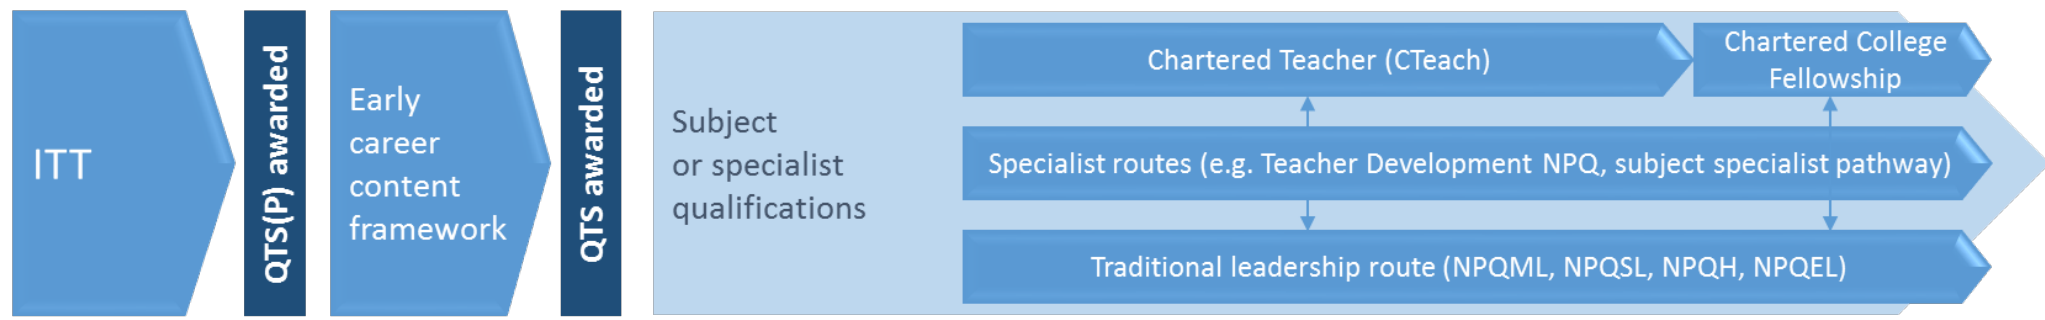 ITT
QTS(P) awarded
Early
career
content
framework
QTS awarded
Subject
or specialist
qualifications
Chartered Teacher (CTeach)
Chartered College
Fellowship
Specialist routes (e.g. Teacher Development NPQ, subject specialist pathway)
Traditional leadership route (NPQML, NPQSL, NPQH, NPQEL)